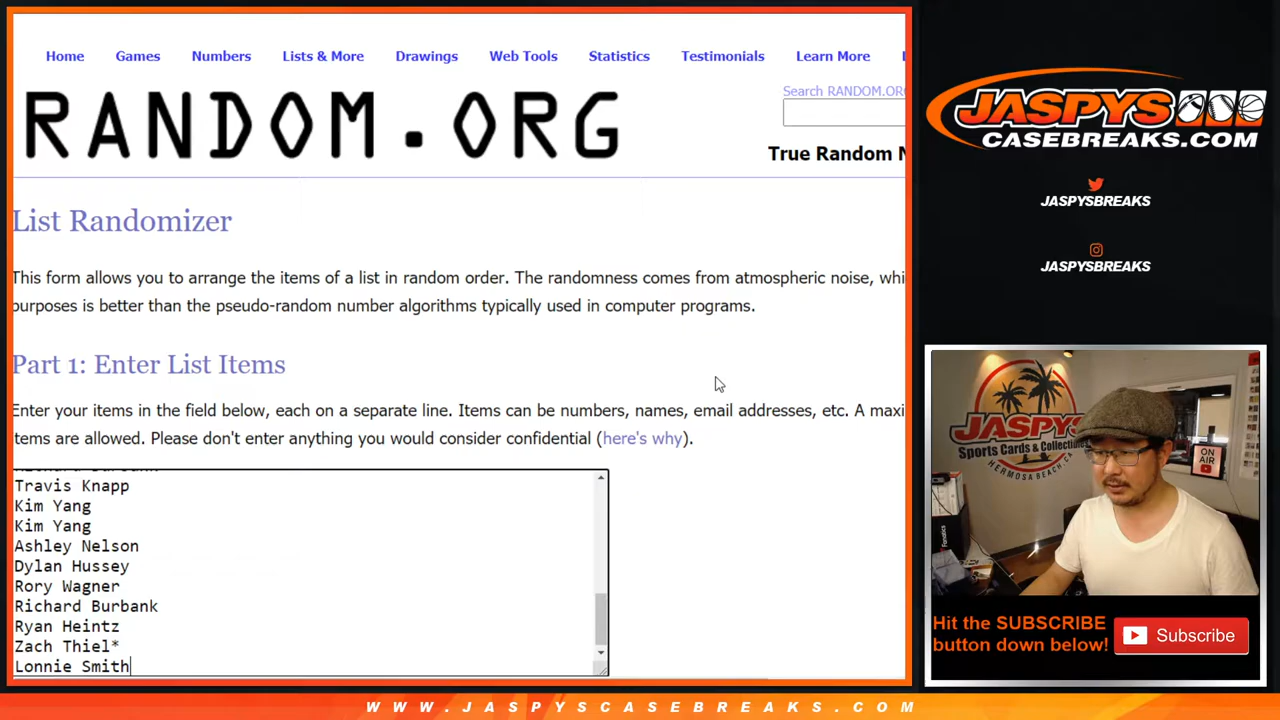 Home Games Numbers Lists & More Drawings Web Tools Statistics Testimonials Learn More
Search RANDOM.ORG
RANDOM.ORG
True Random N
List Randomizer
This form allows you to arrange the items of a list in random order. The randomness comes from atmospheric noise, whi
purposes is better than the pseudo-random number algorithms typically used in computer programs.
Part 1: Enter List Items
Enter your items in the field below, each on a separate line. Items can be numbers, names, email addresses, etc. A maxi
items are allowed. Please don't enter anything you would consider confidential (here's why).
Travis Knapp
Kim Yang
Kim Yang
Ashley Nelson
Dylan Hussey
Rory Wagner
Richard Burbank
Ryan Heintz
Zach Thiel*
Lonnie Smith
JASPYS
CASEBREAKS.COM
JASPYSBREAKS
JASPYSBREAKS
JASPYS
Sports Cards & Collectibles
HERMOSA BEACH, CA
ON
AIR
Fanatics
Hit the SUBSCRIBE
button down below!
Subscribe
WWW.JASPYSCASEBREAKS.COM